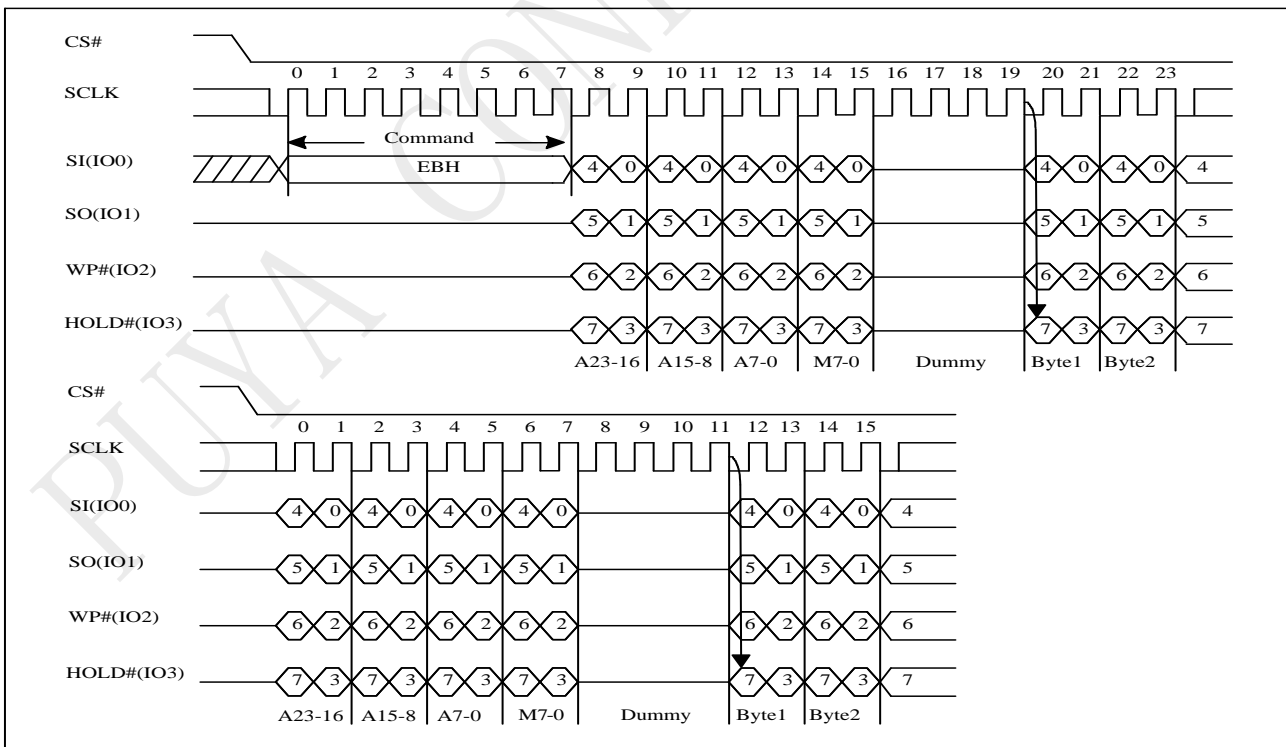 PUYA CON
CS#
0 1 2 3 4 5 6 7 8 9 10 11 12 13 14 15 16 17 18 19 20 21 22 23
SCLK
Command
SI(IO0) EBH 4 0 4 0 4 0 4 0 4 0 4 0 4
SO(IO1) 5 1 5 1 5 1 5 1 5 1 5 1 5
WP#(IO2) 6 2 6 2 6 2 6 2 6 2 6 2 6
HOLD#(IO3) 7 3 7 3 7 3 7 3 7 3 7 3 7
A23-16 A15-8 A7-0 M7-0 Dummy Byte1 Byte2
CS#
0 1 2 3 4 5 6 7 8 9 10 11 12 13 14 15
SCLK
SI(IO0) 4 0 4 0 4 0 4 0 4 0 4 0 4
SO(IO1) 5 1 5 1 5 1 5 1 5 1 5 1 5
WP#(IO2) 6 2 6 2 6 2 6 2 6 2 6 2 6
HOLD#(IO3) 7 3 7 3 7 3 7 3 7 3 7 3 7
A23-16 A15-8 A7-0 M7-0 Dummy Byte1 Byte2